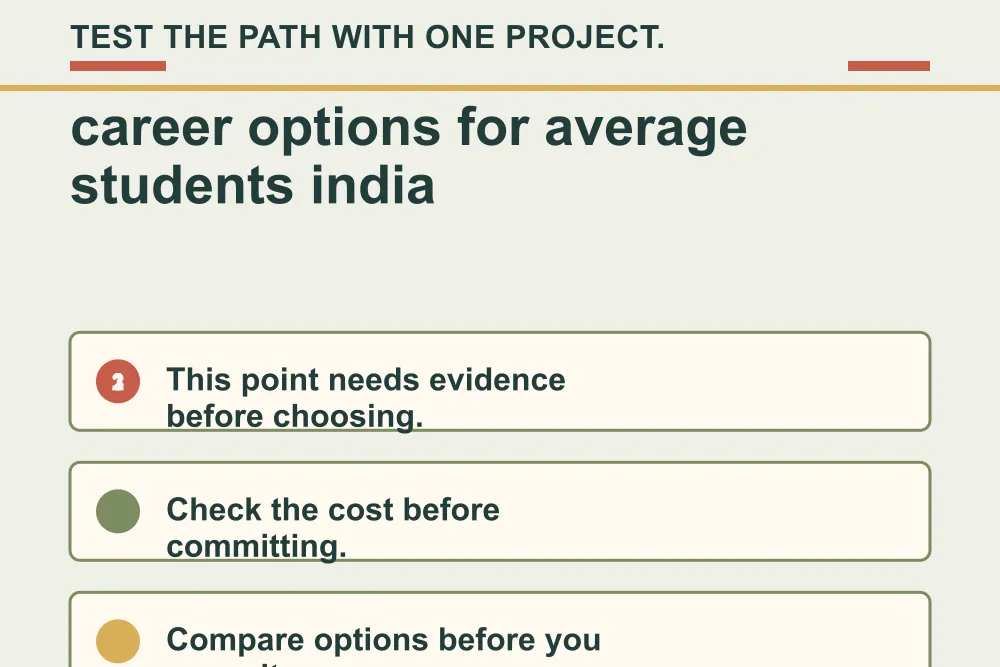 TEST THE PATH WITH ONE PROJECT.
career options for average
students india
This point needs evidence
before choosing.
Check the cost before
committing.
Compare options before you